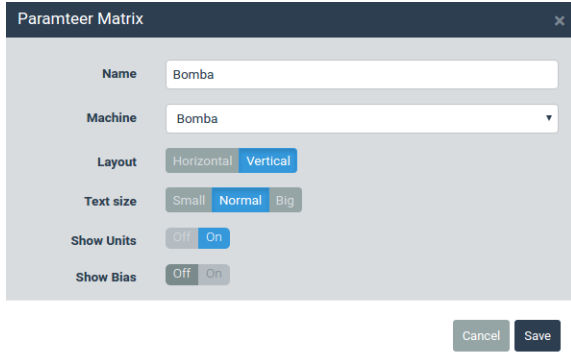 Paramteer Matrix ×
Name Bomba
Machine Bomba
Layout Horizontal Vertical
Text size Small Normal Big
Show Units Off On
Show Bias Off On
Cancel Save